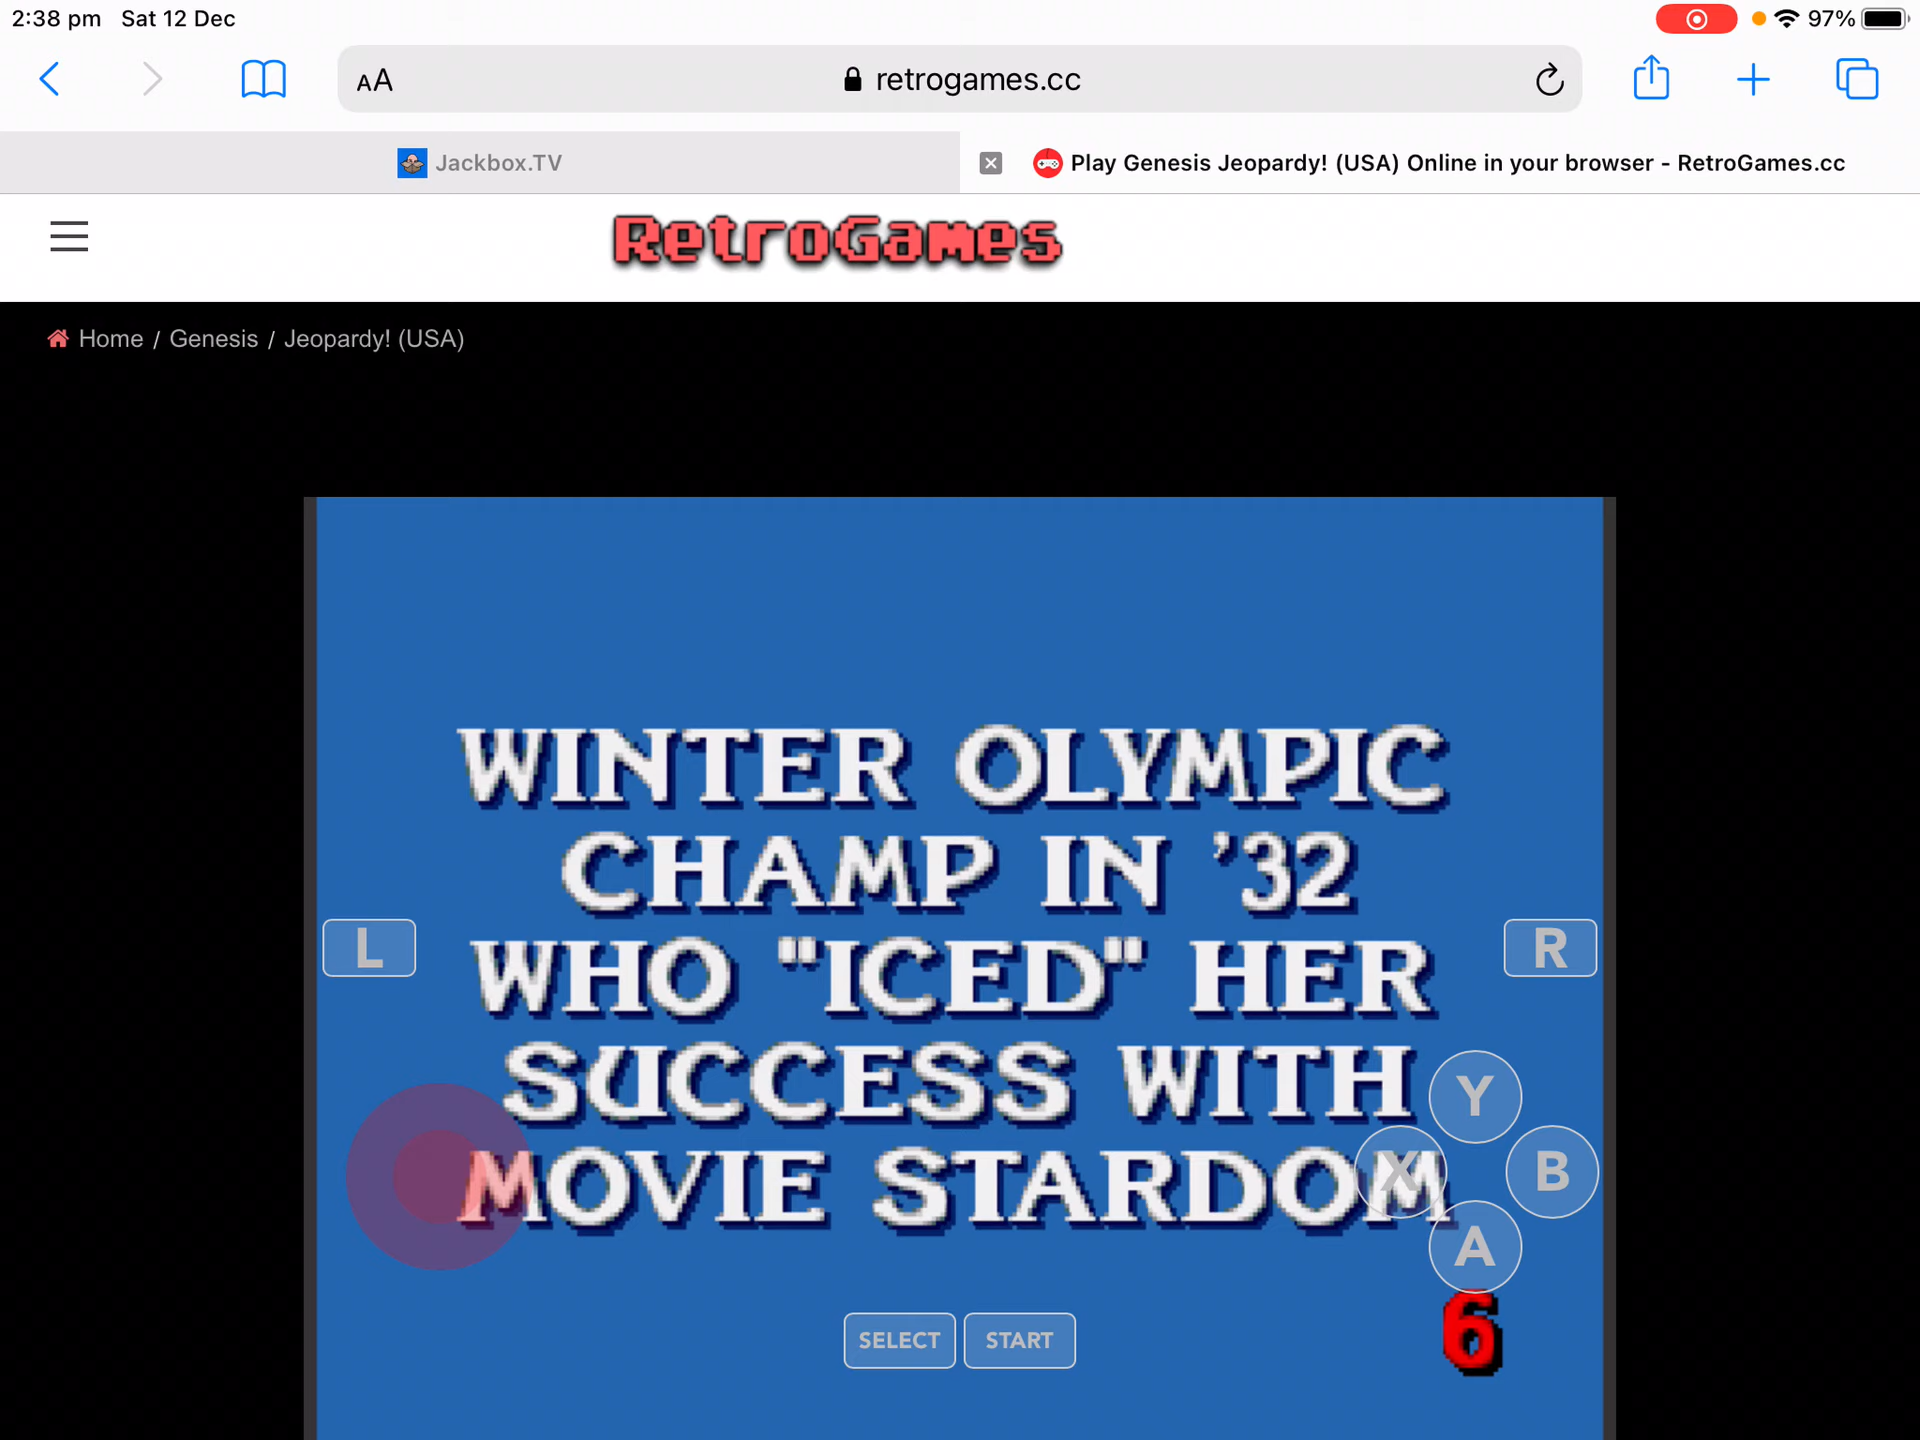 2:38 pm Sat 12 Dec 97%
AA retrogames.cc
Jackbox.TV Play Genesis Jeopardy! (USA) Online in your browser - RetroGames.cc
RetroGames
Home / Genesis / Jeopardy! (USA)
WINTER OLYMPIC
CHAMP IN '32
WHO "ICED" HER
SUCCESS WITH
MOVIE STARDOM
L
R
Y
X
B
A
SELECT START
6